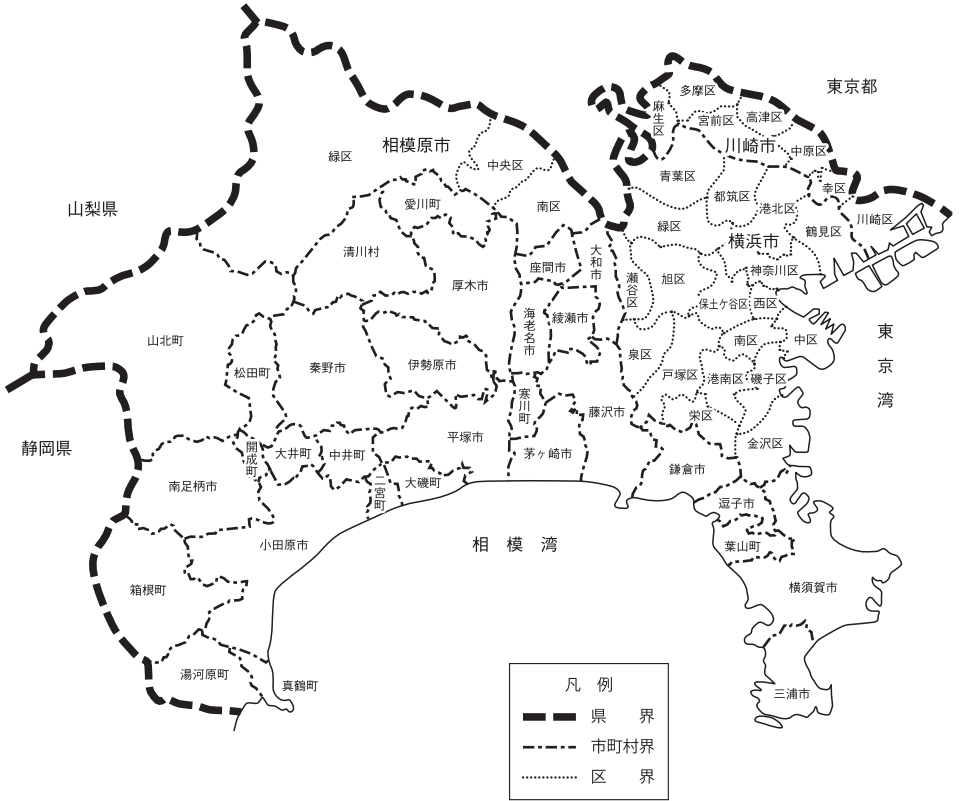 東京都
山梨県
静岡県
東京湾
相模湾
相模原市
緑区
中央区
南区
川崎市
麻生区
多摩区
宮前区
高津区
中原区
幸区
川崎区
横浜市
青葉区
都筑区
港北区
鶴見区
緑区
旭区
瀬谷区
神奈川区
保土ケ谷区
西区
中区
南区
泉区
戸塚区
港南区
磯子区
栄区
金沢区
愛川町
清川村
厚木市
座間市
大和市
海老名市
綾瀬市
山北町
松田町
秦野市
伊勢原市
寒川町
藤沢市
平塚市
茅ヶ崎市
鎌倉市
開成町
大井町
中井町
二宮町
大磯町
南足柄市
小田原市
箱根町
湯河原町
真鶴町
逗子市
葉山町
横須賀市
三浦市
凡例
県界
市町村界
区界